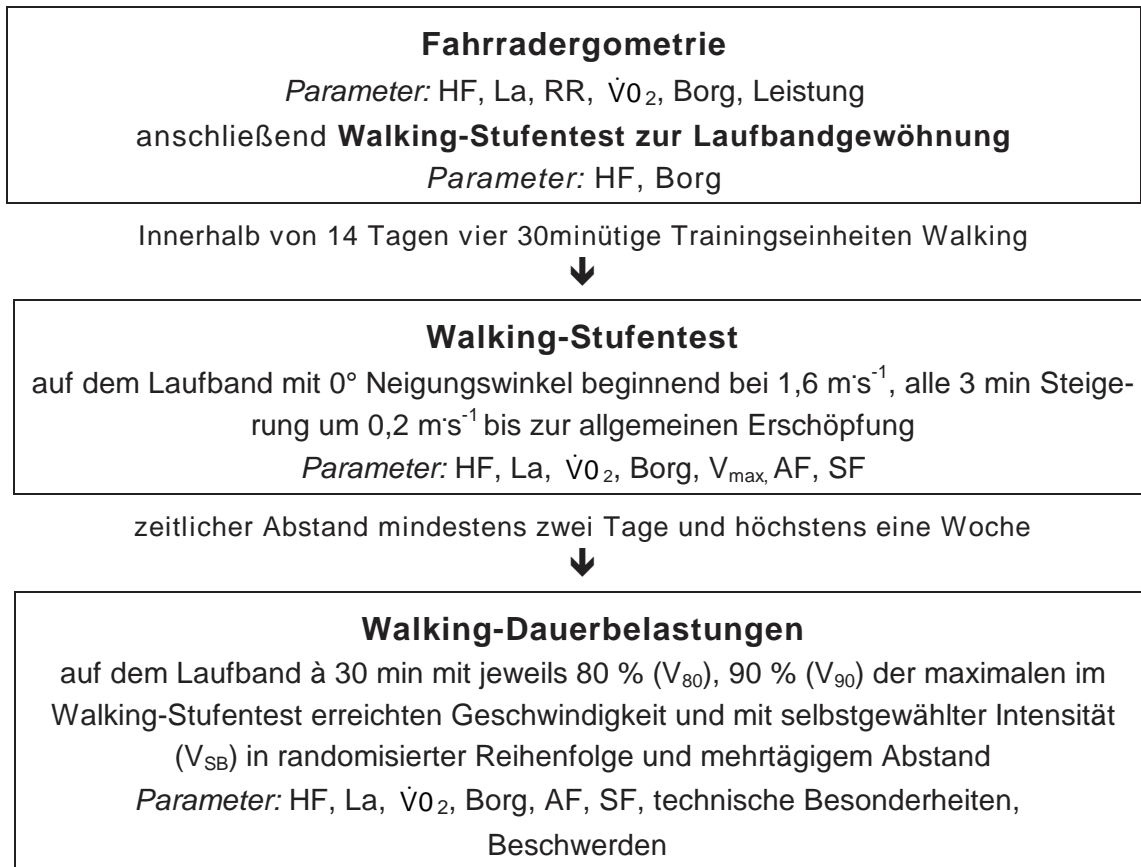 Fahrradergometrie
Parameter: HF, La, RR, V̇0₂, Borg, Leistung
anschließend Walking-Stufentest zur Laufbandgewöhnung
Parameter: HF, Borg
Innerhalb von 14 Tagen vier 30minütige Trainingseinheiten Walking
🡻
Walking-Stufentest
auf dem Laufband mit 0° Neigungswinkel beginnend bei 1,6 m·s⁻¹, alle 3 min Steige-
rung um 0,2 m·s⁻¹ bis zur allgemeinen Erschöpfung
Parameter: HF, La, V̇0₂, Borg, Vmax, AF, SF
zeitlicher Abstand mindestens zwei Tage und höchstens eine Woche
🡻
Walking-Dauerbelastungen
auf dem Laufband à 30 min mit jeweils 80 % (V₈₀), 90 % (V₉₀) der maximalen im
Walking-Stufentest erreichten Geschwindigkeit und mit selbstgewählter Intensität
(VSB) in randomisierter Reihenfolge und mehrtägigem Abstand
Parameter: HF, La, V̇0₂, Borg, AF, SF, technische Besonderheiten,
Beschwerden